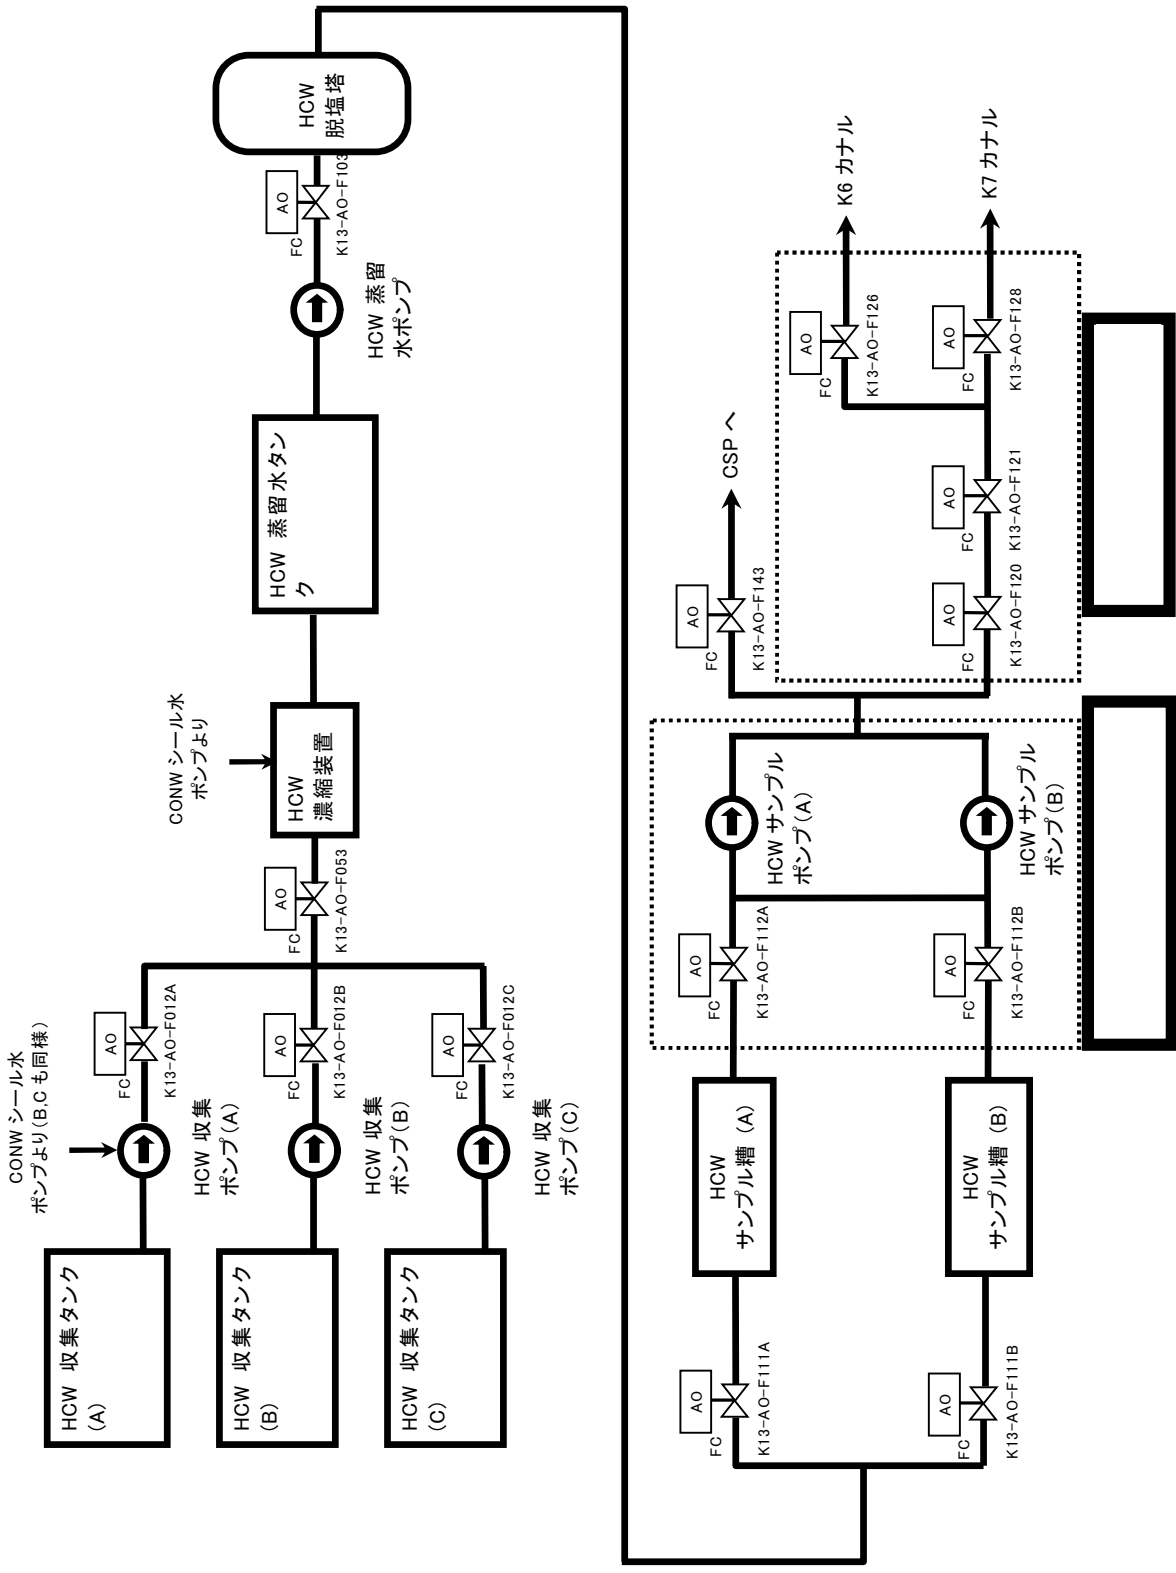 CONW シール水
ポンプより（B,C も同様）
HCW 収集タンク
(A)
AO
FC
K13-AO-F012A
HCW 収集
ポンプ(A)
HCW 収集タンク
(B)
AO
FC
K13-AO-F012B
HCW 収集
ポンプ(B)
HCW 収集タンク
(C)
AO
FC
K13-AO-F012C
HCW 収集
ポンプ(C)
AO
FC
K13-AO-F053
CONW シール水
ポンプより
HCW
濃縮装置
HCW 蒸留水タン
ク
HCW 蒸留
水ポンプ
AO
FC
K13-AO-F103
HCW
脱塩塔
AO
FC
K13-AO-F111A
HCW
サンプル糟 (A)
AO
FC
K13-AO-F112A
HCW サンプル
ポンプ(A)
AO
FC
K13-AO-F111B
HCW
サンプル糟 (B)
AO
FC
K13-AO-F112B
HCW サンプル
ポンプ(B)
AO
FC
K13-AO-F143
CSP へ
AO
FC
K13-AO-F120
AO
FC
K13-AO-F121
AO
FC
K13-AO-F126
K6 カナル
AO
FC
K13-AO-F128
K7 カナル